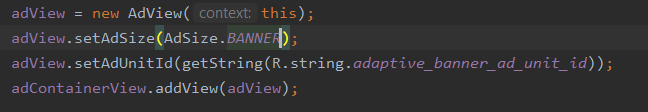 adView = new AdView( context: this);
adView.setAdSize(AdSize.BANNER);
adView.setAdUnitId(getString(R.string.adaptive_banner_ad_unit_id));
adContainerView.addView(adView);